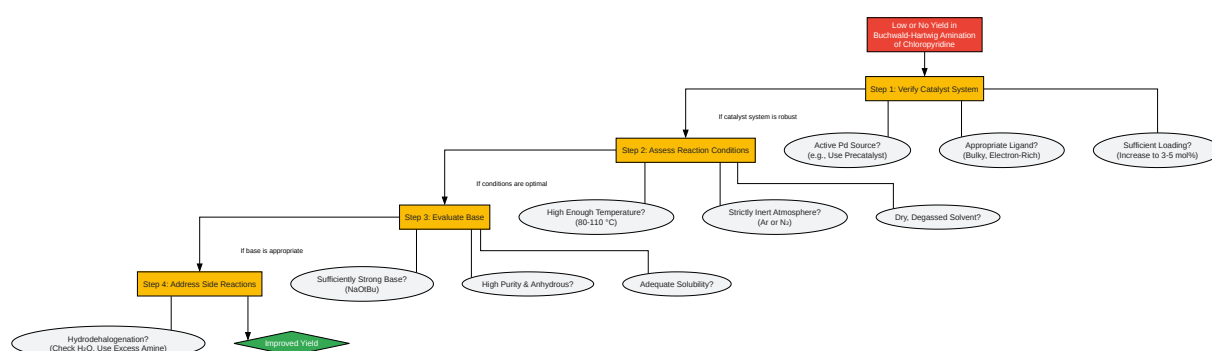 Low or No Yield in
Buchwald-Hartwig Amination
of Chloropyridine
Step 1: Verify Catalyst System
If catalyst system is robust
Active Pd Source?
(e.g., Use Precatalyst)
Appropriate Ligand?
(Bulky, Electron-Rich)
Sufficient Loading?
(Increase to 3-5 mol%)
Step 2: Assess Reaction Conditions
If conditions are optimal
High Enough Temperature?
(80-110 °C)
Strictly Inert Atmosphere?
(Ar or N₂)
Dry, Degassed Solvent?
Step 3: Evaluate Base
If base is appropriate
Sufficiently Strong Base?
(NaOtBu)
High Purity & Anhydrous?
Adequate Solubility?
Step 4: Address Side Reactions
Hydrodehalogenation?
(Check H₂O, Use Excess Amine)
Improved Yield